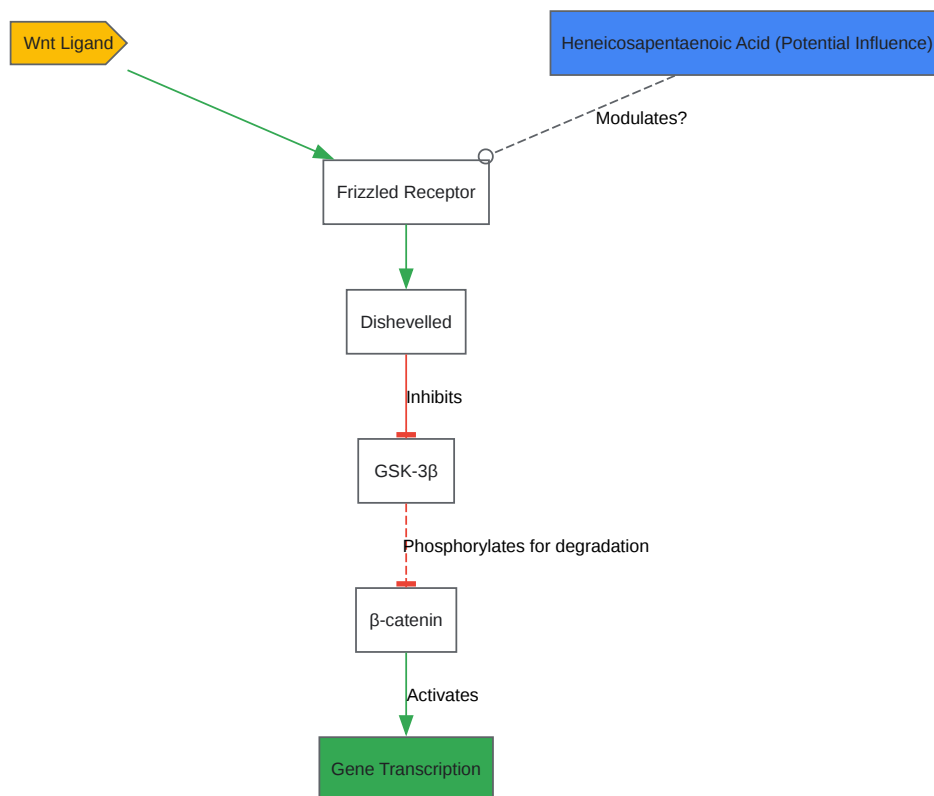 Wnt Ligand
Heneicosapentaenoic Acid (Potential Influence)
Modulates?
Frizzled Receptor
Dishevelled
Inhibits
GSK-3β
Phosphorylates for degradation
β-catenin
Activates
Gene Transcription